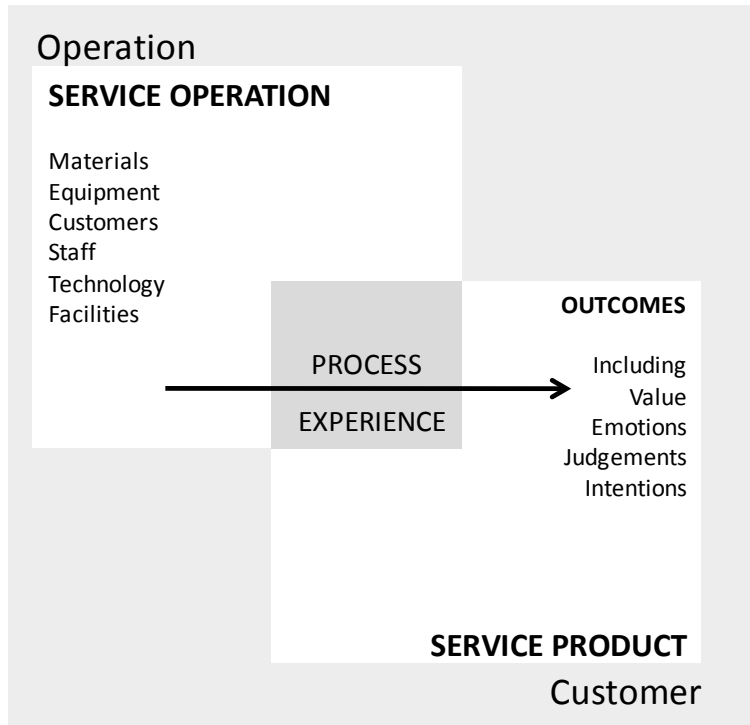 Operation
SERVICE OPERATION
Materials
Equipment
Customers
Staff
Technology
Facilities
OUTCOMES
PROCESS
EXPERIENCE
Including
Value
Emotions
Judgements
Intentions
SERVICE PRODUCT
Customer